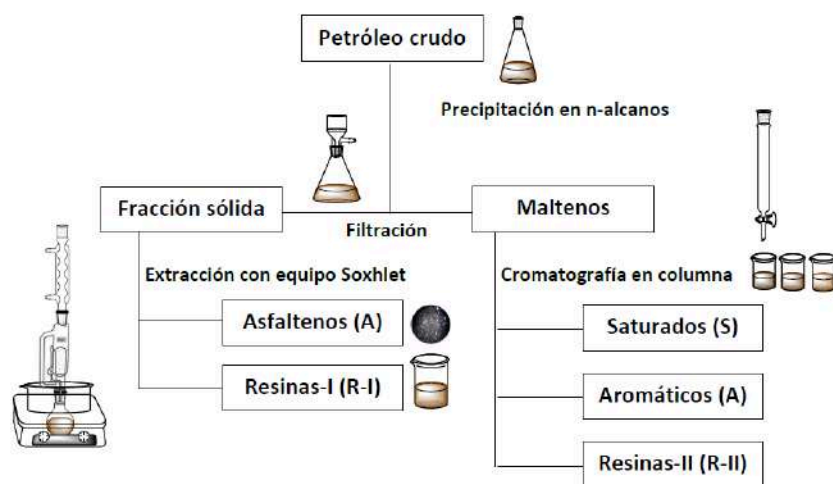 Petróleo crudo
Precipitación en n-alcanos
Fracción sólida
Maltenos
Filtración
Extracción con equipo Soxhlet
Cromatografía en columna
Asfaltenos (A)
Saturados (S)
Resinas-I (R-I)
Aromáticos (A)
Resinas-II (R-II)